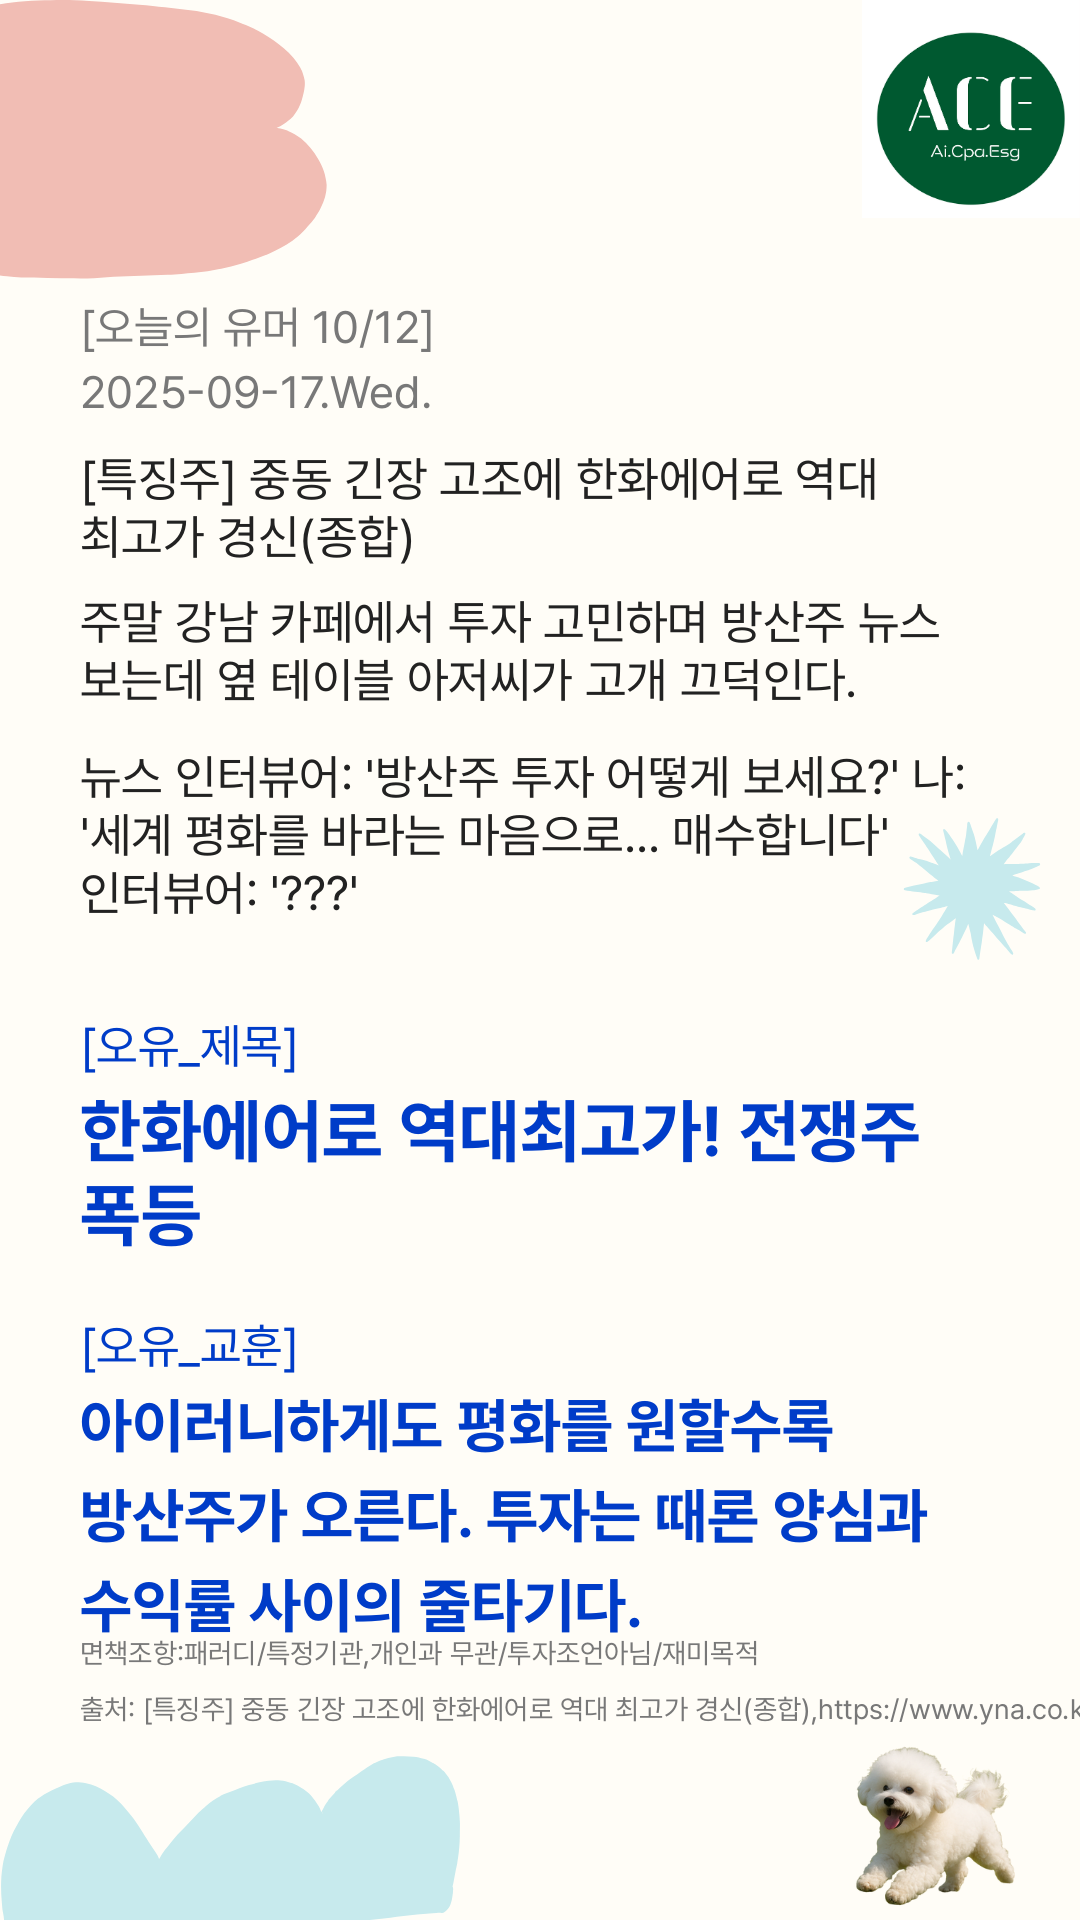 ACE
Ai.Cpa.Esg
[오늘의 유머 10/12]
2025-09-17.Wed.
[특징주] 중동 긴장 고조에 한화에어로 역대
최고가 경신(종합)
주말 강남 카페에서 투자 고민하며 방산주 뉴스
보는데 옆 테이블 아저씨가 고개 끄덕인다.
뉴스 인터뷰어: '방산주 투자 어떻게 보세요?' 나:
'세계 평화를 바라는 마음으로... 매수합니다'
인터뷰어: '???'
[오유_제목]
한화에어로 역대최고가! 전쟁주
폭등
[오유_교훈]
아이러니하게도 평화를 원할수록
방산주가 오른다. 투자는 때론 양심과
수익률 사이의 줄타기다.
면책조항:패러디/특정기관,개인과 무관/투자조언아님/재미목적
출처: [특징주] 중동 긴장 고조에 한화에어로 역대 최고가 경신(종합),https://www.yna.co.k